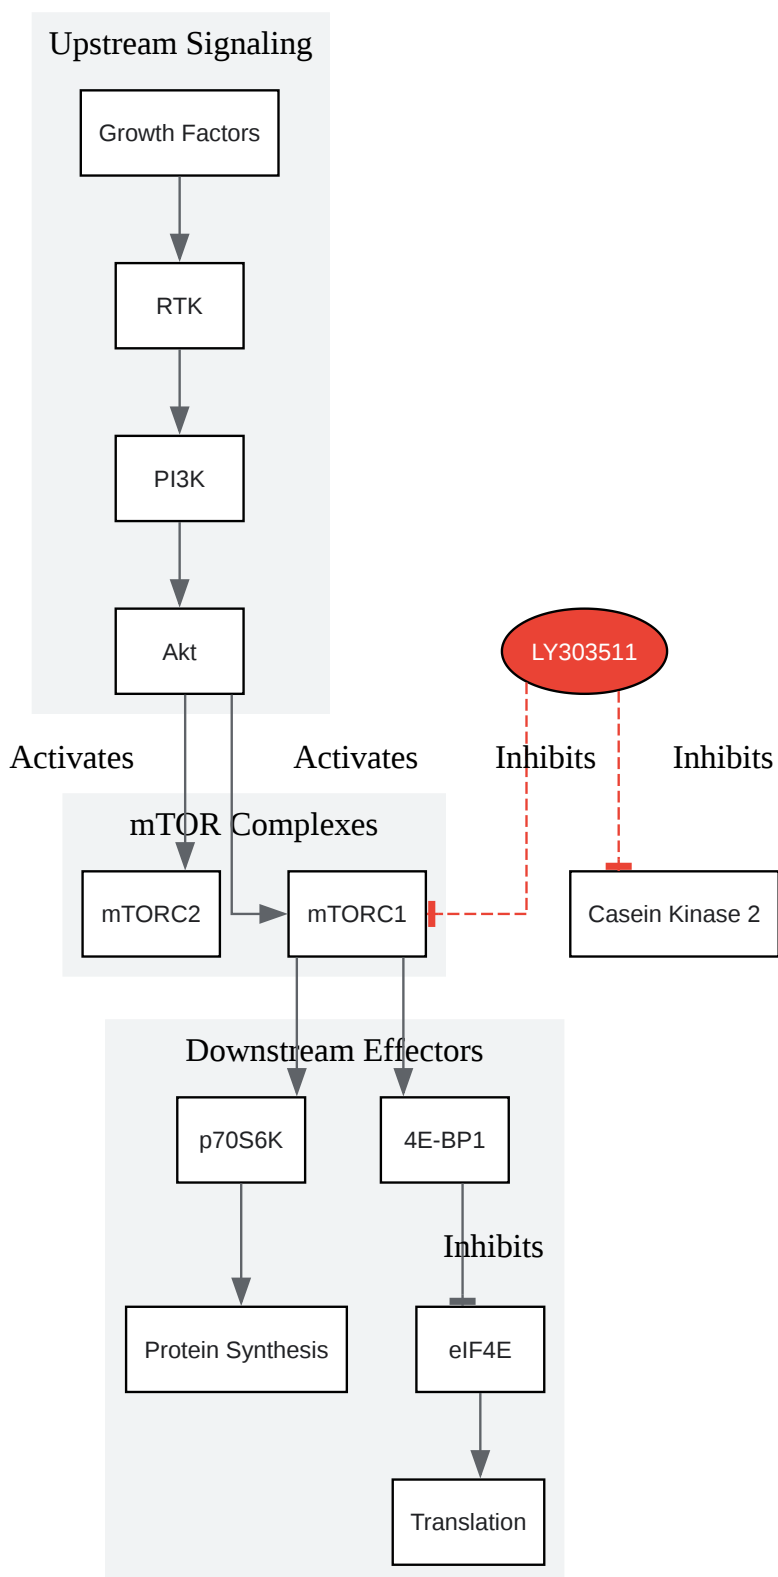 Upstream Signaling
Growth Factors
RTK
PI3K
Akt
LY303511
Activates
Activates
Inhibits
Inhibits
mTOR Complexes
mTORC2
mTORC1
Casein Kinase 2
Downstream Effectors
p70S6K
4E-BP1
Inhibits
Protein Synthesis
eIF4E
Translation